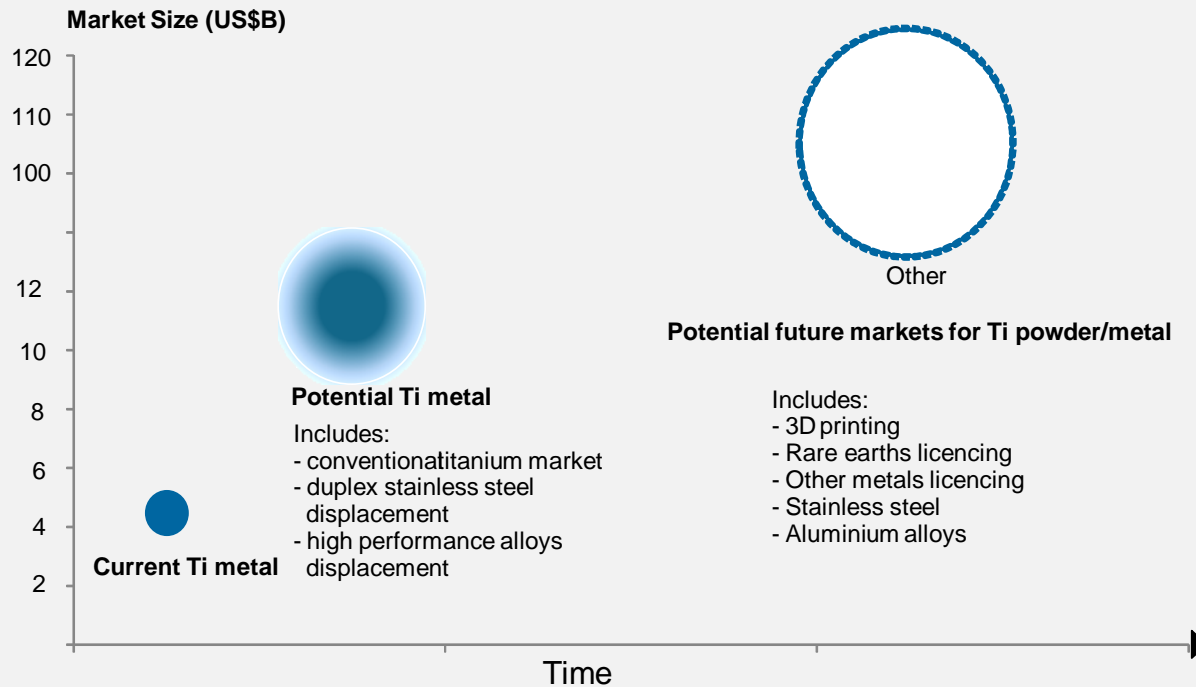 Market Size (US$B)
120
110
100
12
10
8
6
4
2
Current Ti metal
Potential Ti metal
Includes:
- conventionatitanium market
- duplex stainless steel
displacement
- high performance alloys
displacement
Other
Potential future markets for Ti powder/metal
Includes:
- 3D printing
- Rare earths licencing
- Other metals licencing
- Stainless steel
- Aluminium alloys
Time